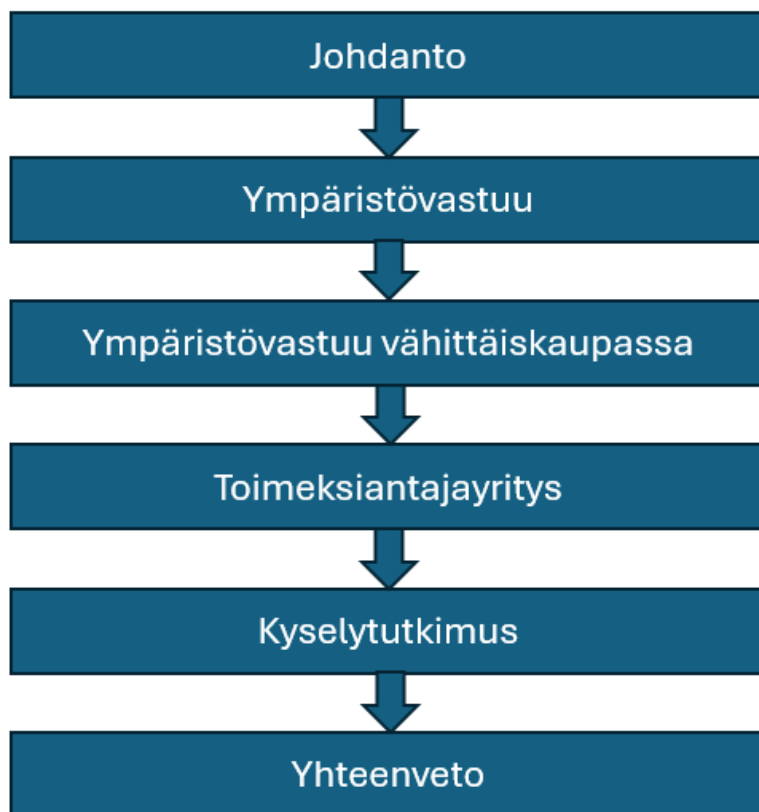 Johdanto
Ympäristövastuu
Ympäristövastuu vähittäiskaupassa
Toimeksiantajayritys
Kyselytutkimus
Yhteenveto